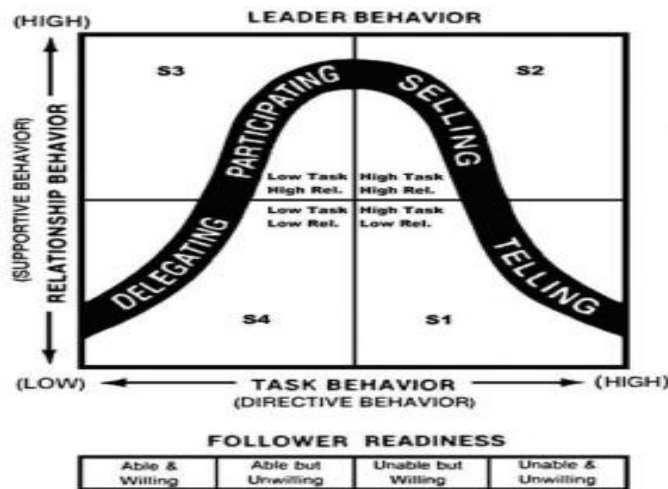 LEADER BEHAVIOR
(HIGH)
S3
S2
PARTICIPATING
SELLING
Low Task
High Rel.
High Task
High Rel.
(SUPPORTIVE BEHAVIOR)
RELATIONSHIP BEHAVIOR
Low Task
Low Rel.
High Task
Low Rel.
DELEGATING
TELLING
S4
S1
(LOW)
TASK BEHAVIOR
(HIGH)
(DIRECTIVE BEHAVIOR)
FOLLOWER READINESS
Able &
Willing
Able but
Unwilling
Unable but
Willing
Unable &
Unwilling